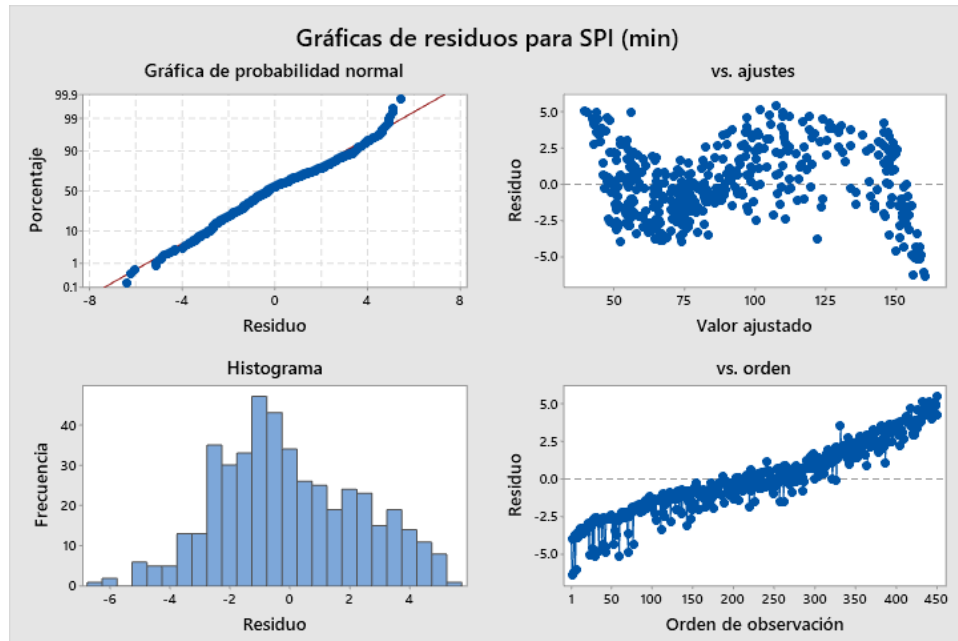 Gráficas de residuos para SPI (min)
Gráfica de probabilidad normal
99.9
99
90
50
10
1
0.1
Porcentaje
-8 -4 0 4 8
Residuo
vs. ajustes
5.0
2.5
0.0
-2.5
-5.0
Residuo
50 75 100 125 150
Valor ajustado
Histograma
40
30
20
10
0
Frecuencia
-6 -4 -2 0 2 4
Residuo
vs. orden
5.0
2.5
0.0
-2.5
-5.0
Residuo
1 50 100 150 200 250 300 350 400 450
Orden de observación